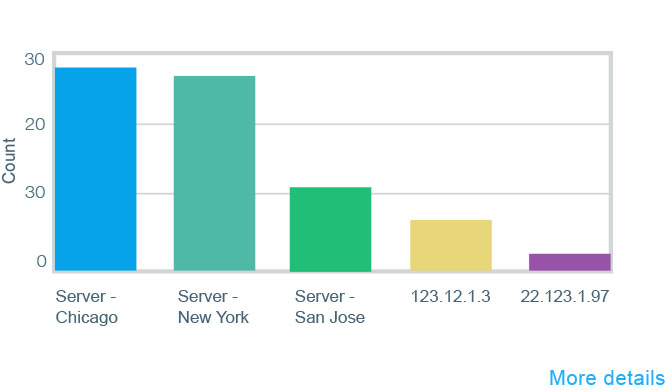 30
20
30
0
Count
Server -
Chicago
Server -
New York
Server -
San Jose
123.12.1.3
22.123.1.97
More details